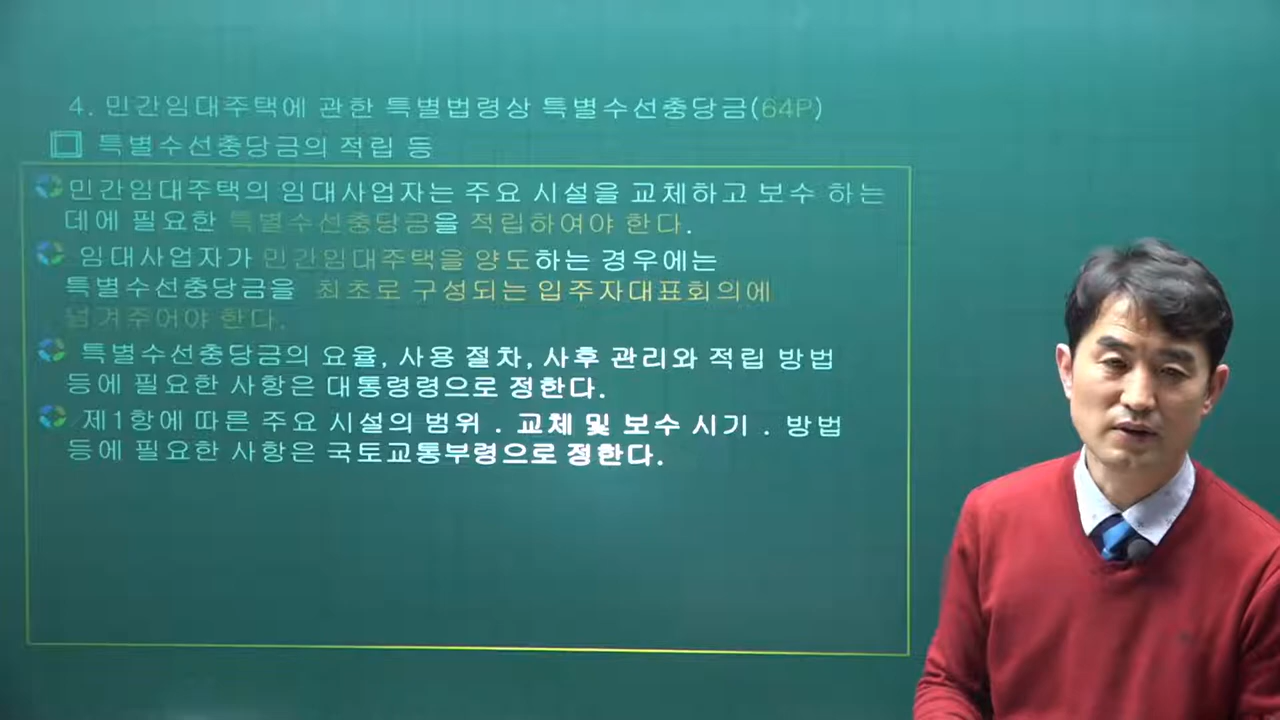 4. 민간임대주택에 관한 특별법령상 특별수선충당금(64P)
특별수선충당금의 적립 등
민간임대주택의 임대사업자는 주요 시설을 교체하고 보수 하는
데에 필요한 특별수선충당금을 적립하여야 한다.
임대사업자가 민간임대주택을 양도하는 경우에는
특별수선충당금을 최초로 구성되는 입주자대표회의에
넘겨주어야 한다.
특별수선충당금의 요율, 사용 절차, 사후 관리와 적립 방법
등에 필요한 사항은 대통령령으로 정한다.
제1항에 따른 주요 시설의 범위 . 교체 및 보수 시기 . 방법
등에 필요한 사항은 국토교통부령으로 정한다.